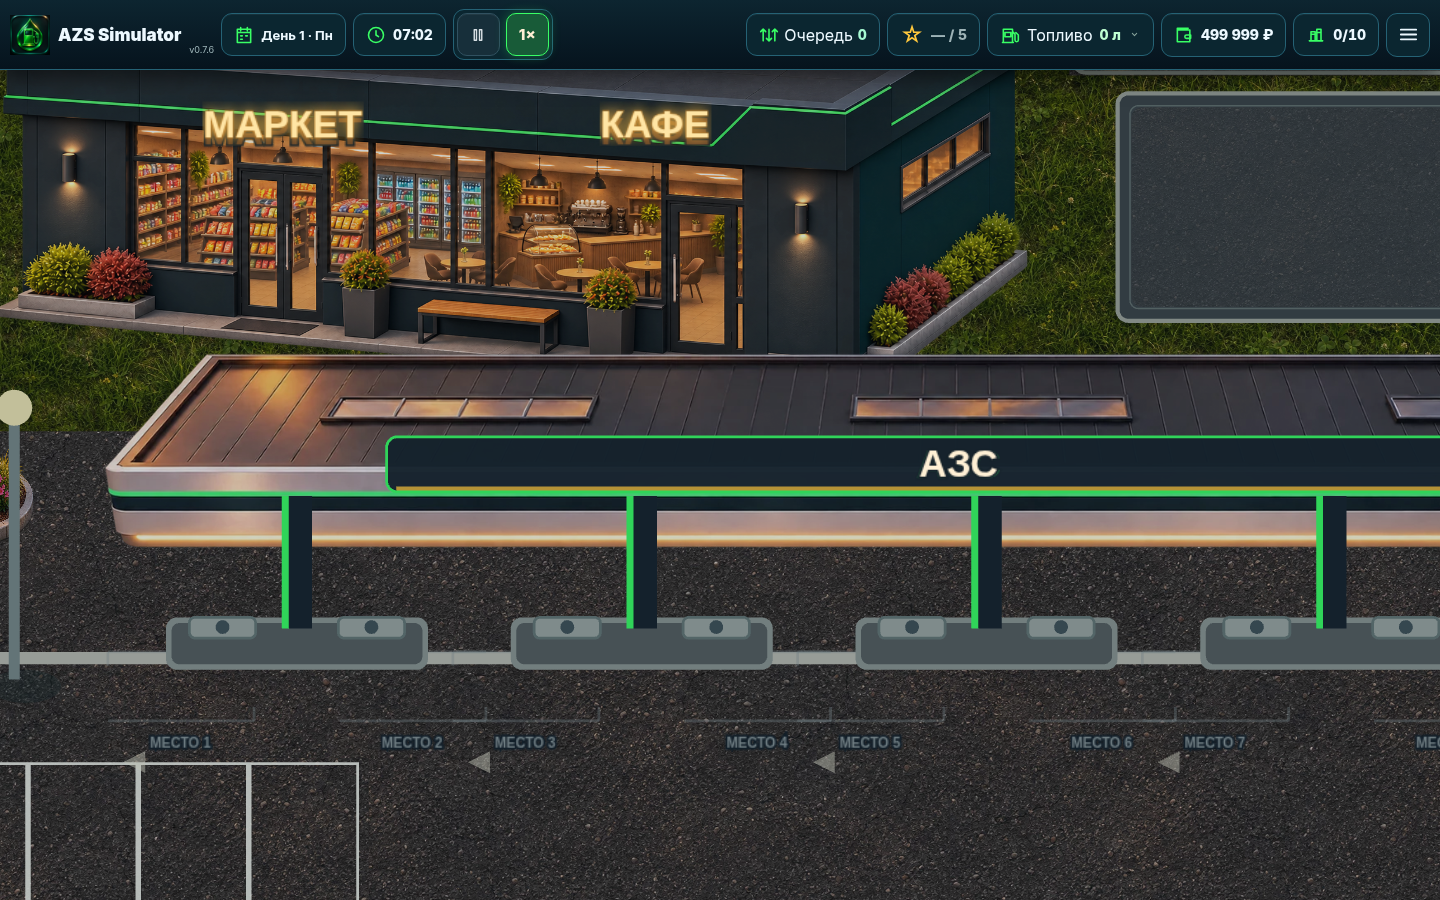 AZS Simulator
v0.7.6
День 1 · Пн
07:02
1×
Очередь 0
— / 5
Топливо 0 л
499 999 ₽
0/10
МАРКЕТ
КАФЕ
АЗС
МЕСТО 1
МЕСТО 2
МЕСТО 3
МЕСТО 4
МЕСТО 5
МЕСТО 6
МЕСТО 7